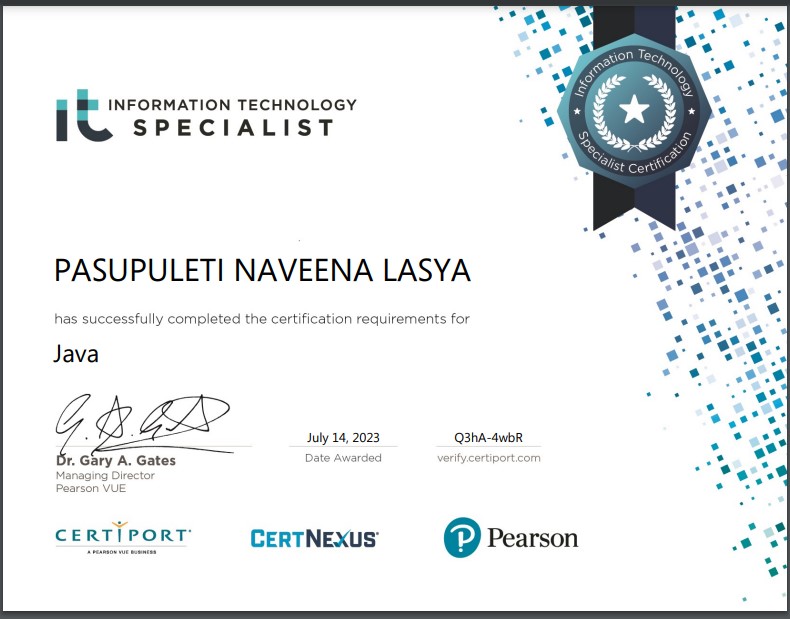 it INFORMATION TECHNOLOGY
SPECIALIST
Information Technology
Specialist Certification
PASUPULETI NAVEENA LASYA
has successfully completed the certification requirements for
Java
Dr. Gary A. Gates
Managing Director
Pearson VUE
July 14, 2023
Date Awarded
Q3hA-4wbR
verify.certiport.com
CERTIPORT
A PEARSON VUE BUSINESS
CERTNEXUS
Pearson